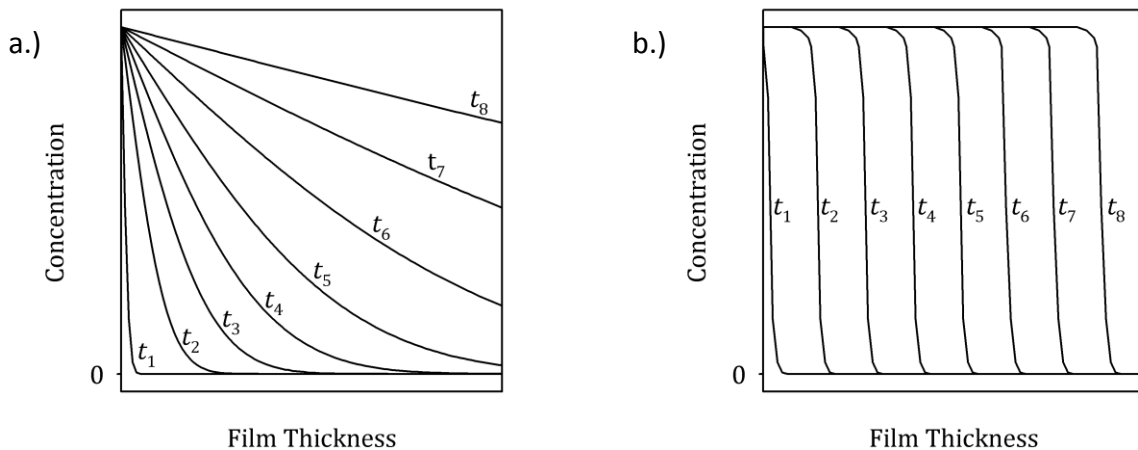 a.)
Concentration
0
t₁
t₂
t₃
t₄
t₅
t₆
t₇
t₈
Film Thickness
b.)
Concentration
0
t₁
t₂
t₃
t₄
t₅
t₆
t₇
t₈
Film Thickness